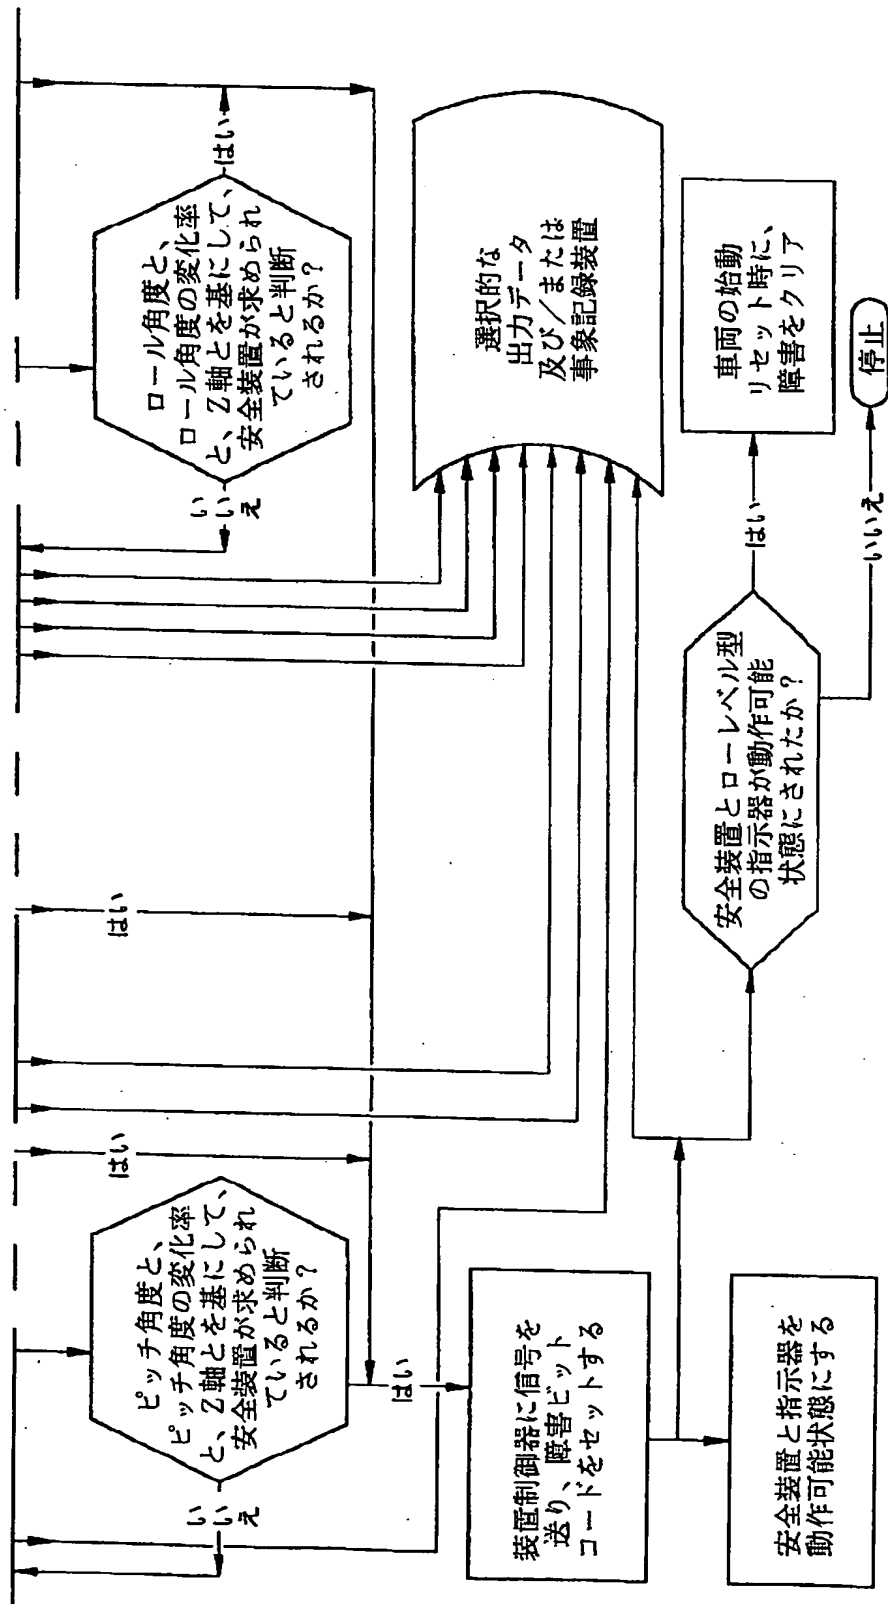 ピッチ角度と、
ピッチ角度の変化率
と、Z軸とを基にして、
安全装置が求められ
ていると判断
されるか？
いいえ
はい
はい
はい
ロール角度と、
ロール角度の変化率
と、Z軸とを基にして、
安全装置が求められ
ていると判断
されるか？
いいえ
はい
装置制御器に信号を
送り、障害ビット
コードをセットする
選択的な
出力データ
及び／または
事象記録装置
安全装置と指示器を
動作可能状態にする
安全装置とローレベル型
の指示器が動作可能
状態にされたか？
はい
いいえ
車両の始動
リセット時に、
障害をクリア
停止